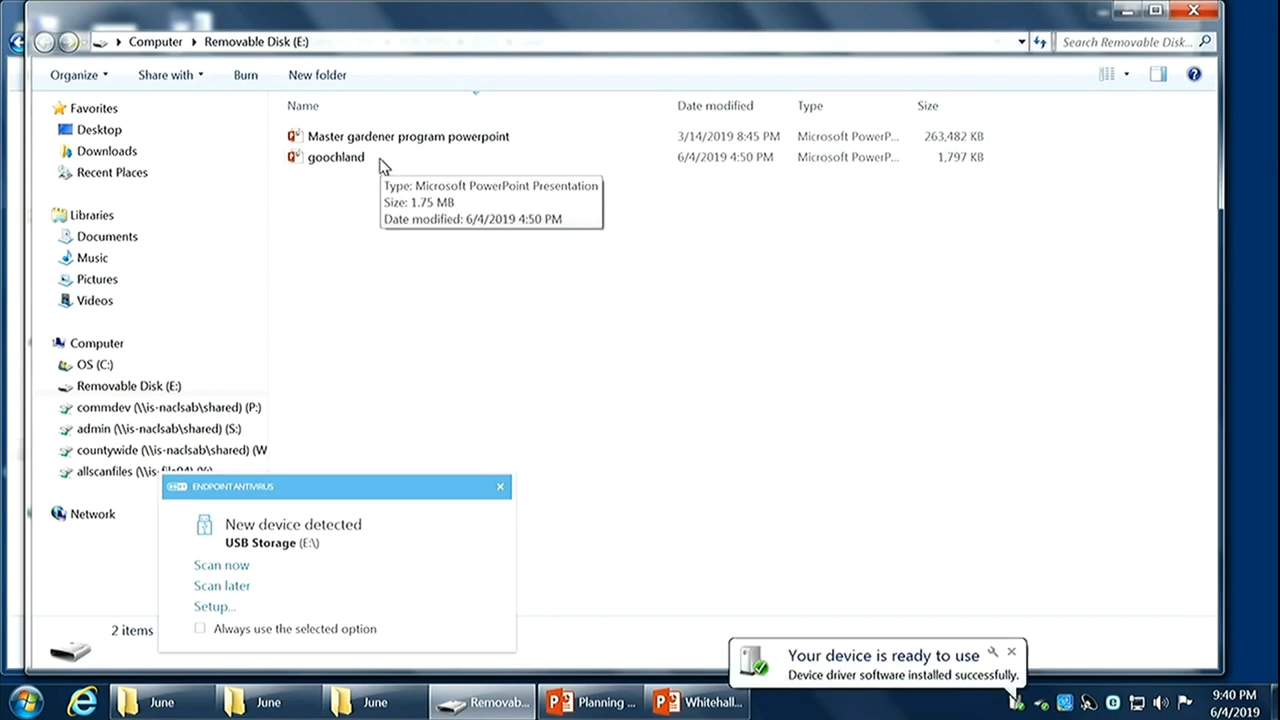 Computer Removable Disk (E:)
Search Removable Disk...
Organize Share with Burn New folder
Name Date modified Type Size
Favorites
Desktop
Downloads
Recent Places
Libraries
Documents
Music
Pictures
Videos
Computer
OS (C:)
Removable Disk (E:)
commdev (\\is-naclsab\shared) (P:)
admin (\\is-naclsab\shared) (S:)
countywide (\\is-naclsab\shared) (W
allscanfiles
Network
Master gardener program powerpoint 3/14/2019 8:45 PM Microsoft PowerP... 263,482 KB
goochland 6/4/2019 4:50 PM Microsoft PowerP... 1,797 KB
Type: Microsoft PowerPoint Presentation
Size: 1.75 MB
Date modified: 6/4/2019 4:50 PM
ENDPOINT ANTIVIRUS
New device detected
USB Storage (E:\)
Scan now
Scan later
Setup...
Always use the selected option
2 items
Your device is ready to use
Device driver software installed successfully.
June
June
June
Removab...
Planning ...
Whitehall...
9:40 PM
6/4/2019